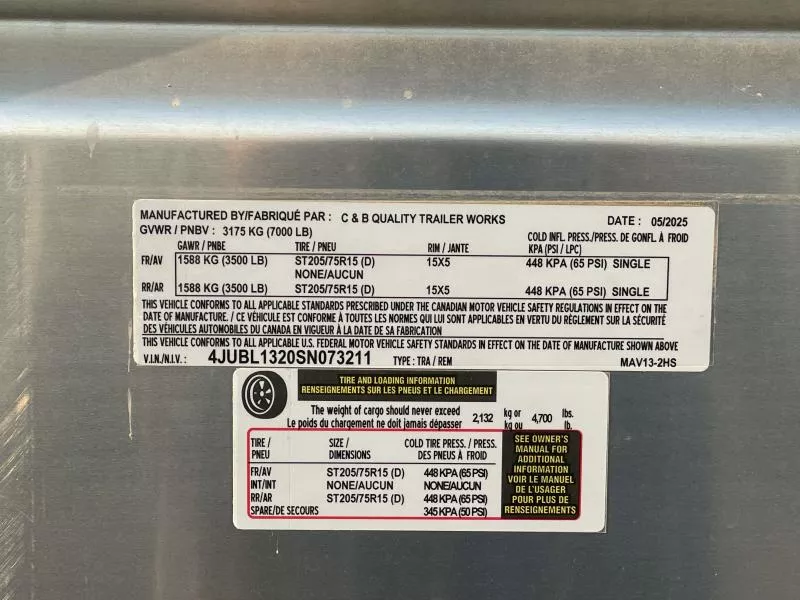 MANUFACTURED BY/FABRIQUÉ PAR : C & B QUALITY TRAILER WORKS DATE : 05/2025
GVWR / PNBV : 3175 KG (7000 LB)
GAWR / PNBE TIRE / PNEU RIM / JANTE COLD INFL. PRESS./PRESS. DE GONFL. À FROID
KPA (PSI / LPC)
FR/AV 1588 KG (3500 LB) ST205/75R15 (D) 15X5 448 KPA (65 PSI) SINGLE
NONE/AUCUN
RR/AR 1588 KG (3500 LB) ST205/75R15 (D) 15X5 448 KPA (65 PSI) SINGLE
THIS VEHICLE CONFORMS TO ALL APPLICABLE STANDARDS PRESCRIBED UNDER THE CANADIAN MOTOR VEHICLE SAFETY REGULATIONS IN EFFECT ON THE
DATE OF MANUFACTURE. / CE VÉHICULE EST CONFORME À TOUTES LES NORMES QUI LUI SONT APPLICABLES EN VERTU DU RÈGLEMENT SUR LA SÉCURITÉ
DES VÉHICULES AUTOMOBILES DU CANADA EN VIGUEUR À LA DATE DE SA FABRICATION
THIS VEHICLE CONFORMS TO ALL APPLICABLE U.S. FEDERAL MOTOR VEHICLE SAFETY STANDARDS IN EFFECT ON THE DATE OF MANUFACTURE SHOWN ABOVE
V.I.N./N.I.V.: 4JUBL1320SN073211 TYPE : TRA / REM MAV13-2HS
TIRE AND LOADING INFORMATION
RENSEIGNEMENTS SUR LES PNEUS ET LE CHARGEMENT
The weight of cargo should never exceed 2,132 kg or 4,700 lbs.
Le poids du chargement ne doit jamais dépasser kg ou lb.
TIRE / SIZE / COLD TIRE PRESS. / PRESS.
PNEU DIMENSIONS DES PNEUS À FROID
FR/AV ST205/75R15 (D) 448 KPA (65 PSI)
INT/INT NONE/AUCUN NONE/AUCUN
RR/AR ST205/75R15 (D) 448 KPA (65 PSI)
SPARE/DE SECOURS 345 KPA (50 PSI)
SEE OWNER'S
MANUAL FOR
ADDITIONAL
INFORMATION
VOIR LE MANUEL
DE L'USAGER
POUR PLUS DE
RENSEIGNEMENTS